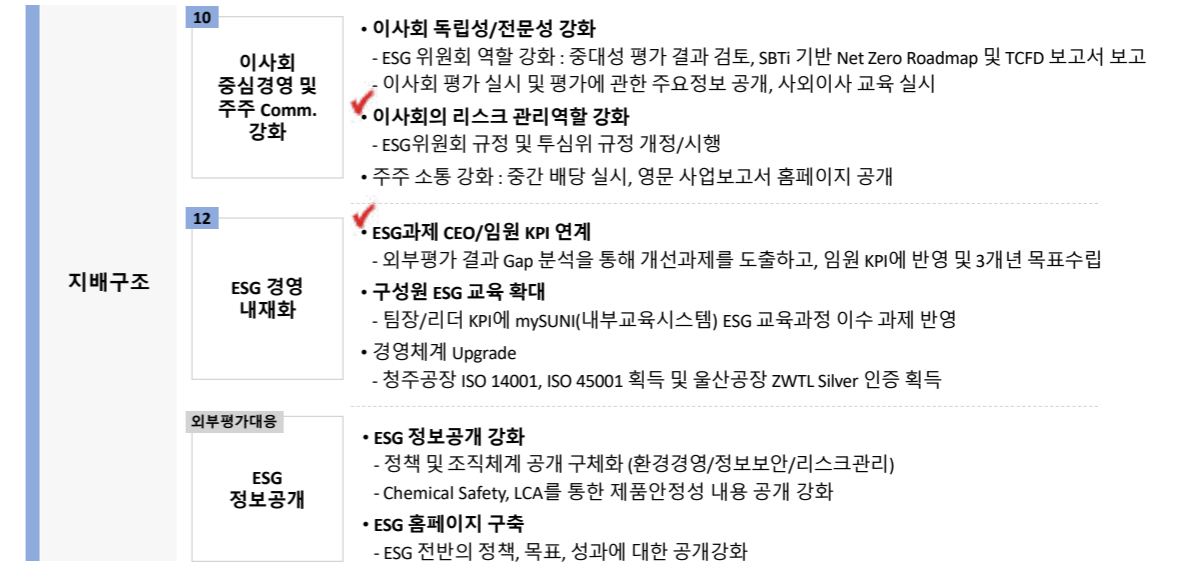 지배구조
10
이사회
중심경영 및
주주 Comm.
강화
• 이사회 독립성/전문성 강화
- ESG 위원회 역할 강화 : 중대성 평가 결과 검토, SBTi 기반 Net Zero Roadmap 및 TCFD 보고서 보고
- 이사회 평가 실시 및 평가에 관한 주요정보 공개, 사외이사 교육 실시
• 이사회의 리스크 관리역할 강화
- ESG위원회 규정 및 투심위 규정 개정/시행
• 주주 소통 강화 : 중간 배당 실시, 영문 사업보고서 홈페이지 공개
12
ESG 경영
내재화
• ESG과제 CEO/임원 KPI 연계
- 외부평가 결과 Gap 분석을 통해 개선과제를 도출하고, 임원 KPI에 반영 및 3개년 목표수립
• 구성원 ESG 교육 확대
- 팀장/리더 KPI에 mySUNI(내부교육시스템) ESG 교육과정 이수 과제 반영
• 경영체계 Upgrade
- 청주공장 ISO 14001, ISO 45001 획득 및 울산공장 ZWTL Silver 인증 획득
외부평가대응
ESG
정보공개
• ESG 정보공개 강화
- 정책 및 조직체계 공개 구체화 (환경경영/정보보안/리스크관리)
- Chemical Safety, LCA를 통한 제품안정성 내용 공개 강화
• ESG 홈페이지 구축
- ESG 전반의 정책, 목표, 성과에 대한 공개강화